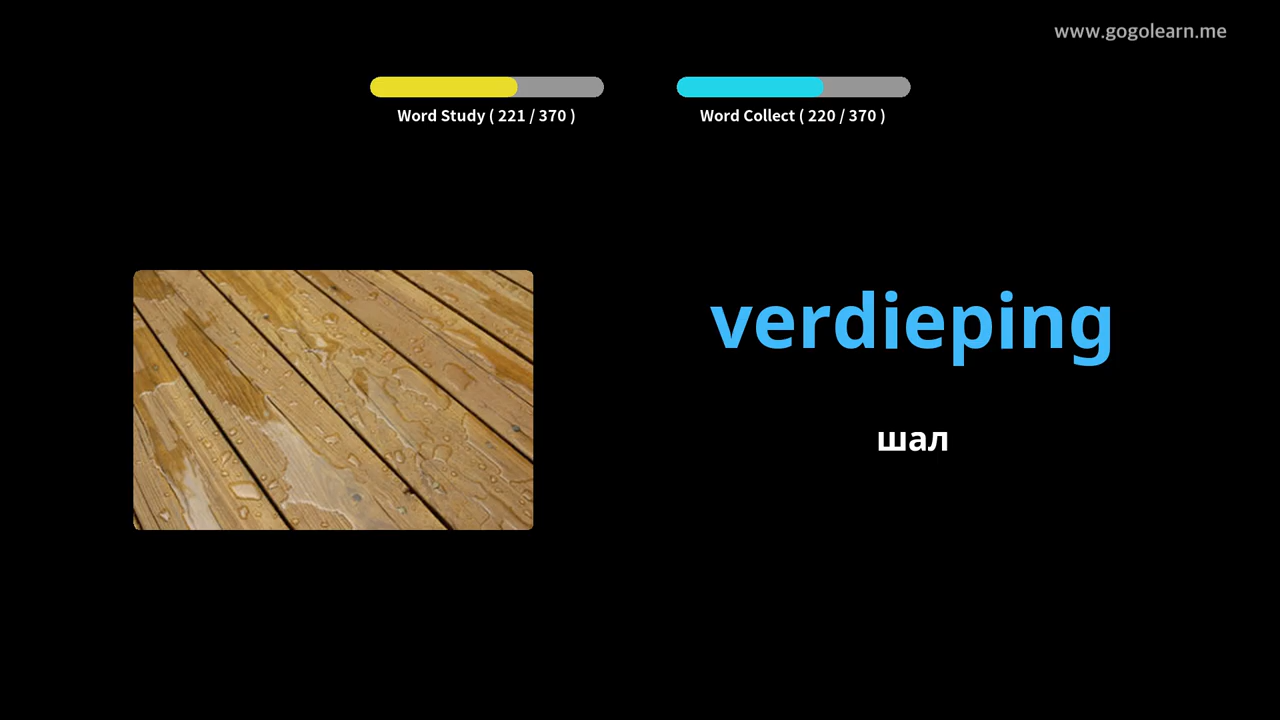 www.gogolearn.me
Word Study ( 221 / 370 )
Word Collect ( 220 / 370 )
verdieping
шал